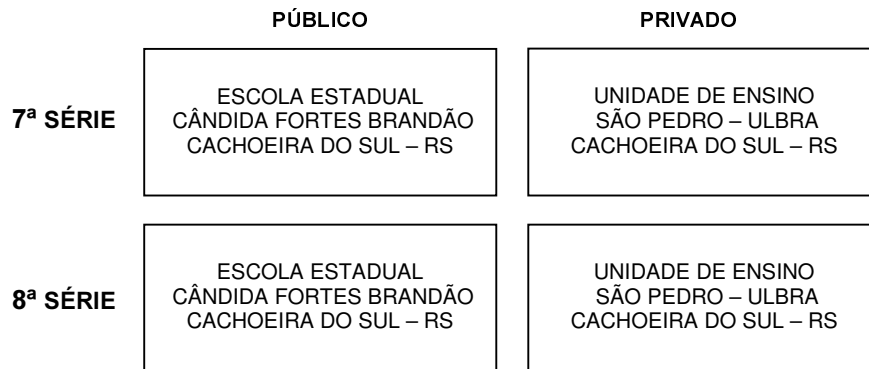 PÚBLICO
PRIVADO
7ª SÉRIE
ESCOLA ESTADUAL
CÂNDIDA FORTES BRANDÃO
CACHOEIRA DO SUL – RS
UNIDADE DE ENSINO
SÃO PEDRO – ULBRA
CACHOEIRA DO SUL – RS
8ª SÉRIE
ESCOLA ESTADUAL
CÂNDIDA FORTES BRANDÃO
CACHOEIRA DO SUL – RS
UNIDADE DE ENSINO
SÃO PEDRO – ULBRA
CACHOEIRA DO SUL – RS